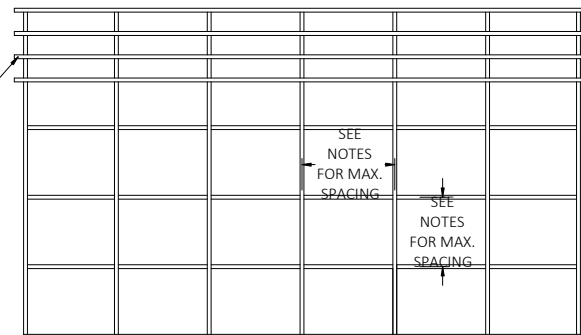 SEE
NOTES
FOR MAX.
SPACING
SEE
NOTES
FOR MAX.
SPACING